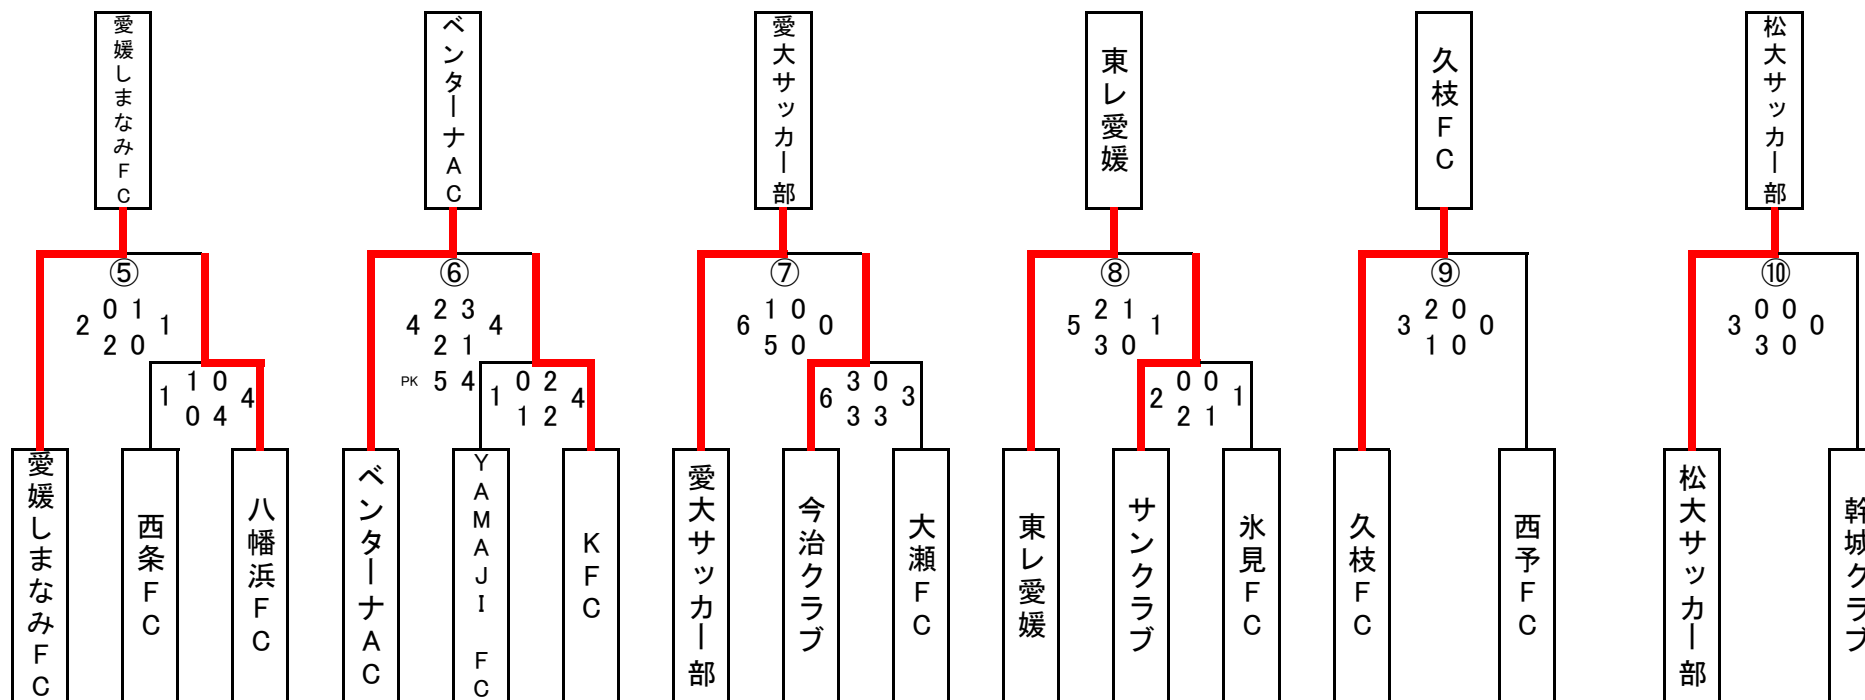 愛媛しまなみFC
ベンターナAC
愛大サッカー部
東レ愛媛
久枝FC
松大サッカー部
⑤
0 1
2 1
2 0
⑥
2 3
4 4
2 1
PK 5 4
⑦
1 0
6 0
5 0
⑧
2 1
5 1
3 0
⑨
2 0
3 0
1 0
⑩
0 0
3 0
3 0
1 0
1 4
0 4
0 2
1 4
1 2
3 0
6 3
3 3
0 0
2 1
2 1
愛媛しまなみFC
西条FC
八幡浜FC
ベンターナAC
YAMAJI FC
KFC
愛大サッカー部
今治クラブ
大瀬FC
東レ愛媛
サンクラブ
氷見FC
久枝FC
西予FC
松大サッカー部
幹城クラブ